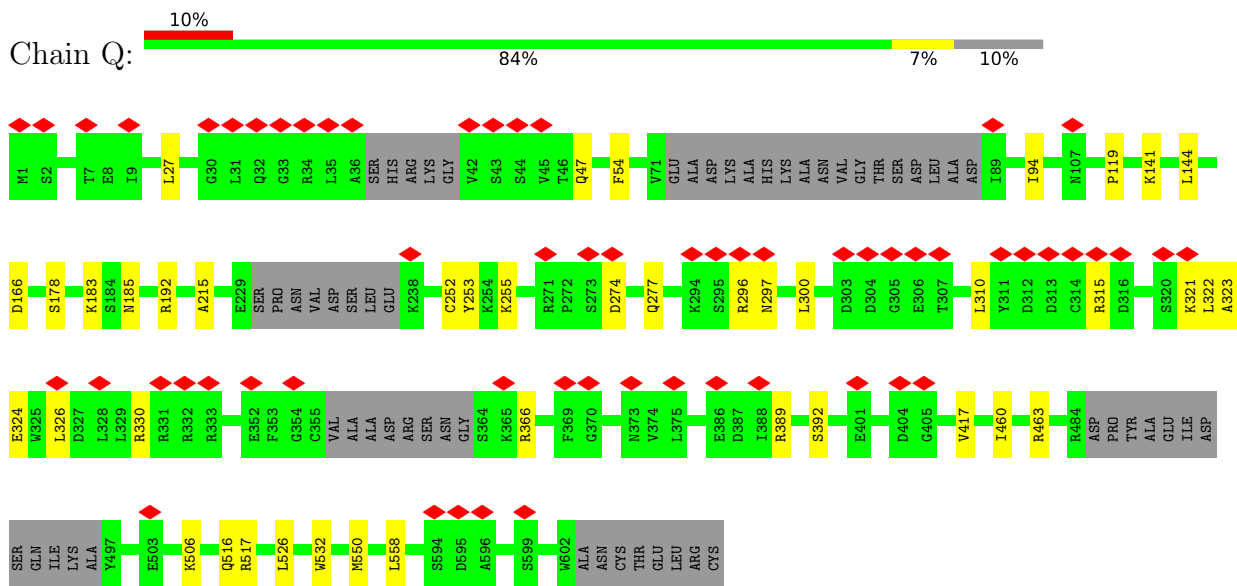 10%
Chain Q:
84% 7% 10%
M1 S2 T7 E8 I9 L27 G30 L31 Q32 G33 R34 L35 A36 SER HIS ARG LYS GLY V42 S43 S44 V45 T46 Q47 F54 V71 GLU ALA ASP LYS ALA HIS LYS ALA ASN VAL GLY THR SER ASP LEU ALA ASP I89 I94 N107 P119 K141 L144
D166 S178 K183 S184 N185 R192 A215 E229 SER PRO ASN VAL ASP SER LEU GLU K238 C252 Y253 K254 K255 R271 P272 S273 D274 Q277 K294 S295 R296 N297 L300 D303 D304 G305 E306 T307 L310 Y311 D312 D313 C314 R315 D316 S320 K321 L322 A323
E324 W325 L326 D327 L328 L329 R330 R331 R332 R333 E352 F353 G354 C355 VAL ALA ALA ASP ARG SER ASN GLY S364 K365 R366 F369 G370 N373 V374 L375 E386 D387 I388 R389 S392 E401 D404 G405 V417 I460 R463 R484 ASP PRO TYR ALA GLU ILE ASP
SER GLN ILE LYS ALA Y497 E503 K506 Q516 R517 L526 W532 M550 L558 S594 D595 A596 S599 W602 ALA ASN CYS THR GLU LEU ARG CYS